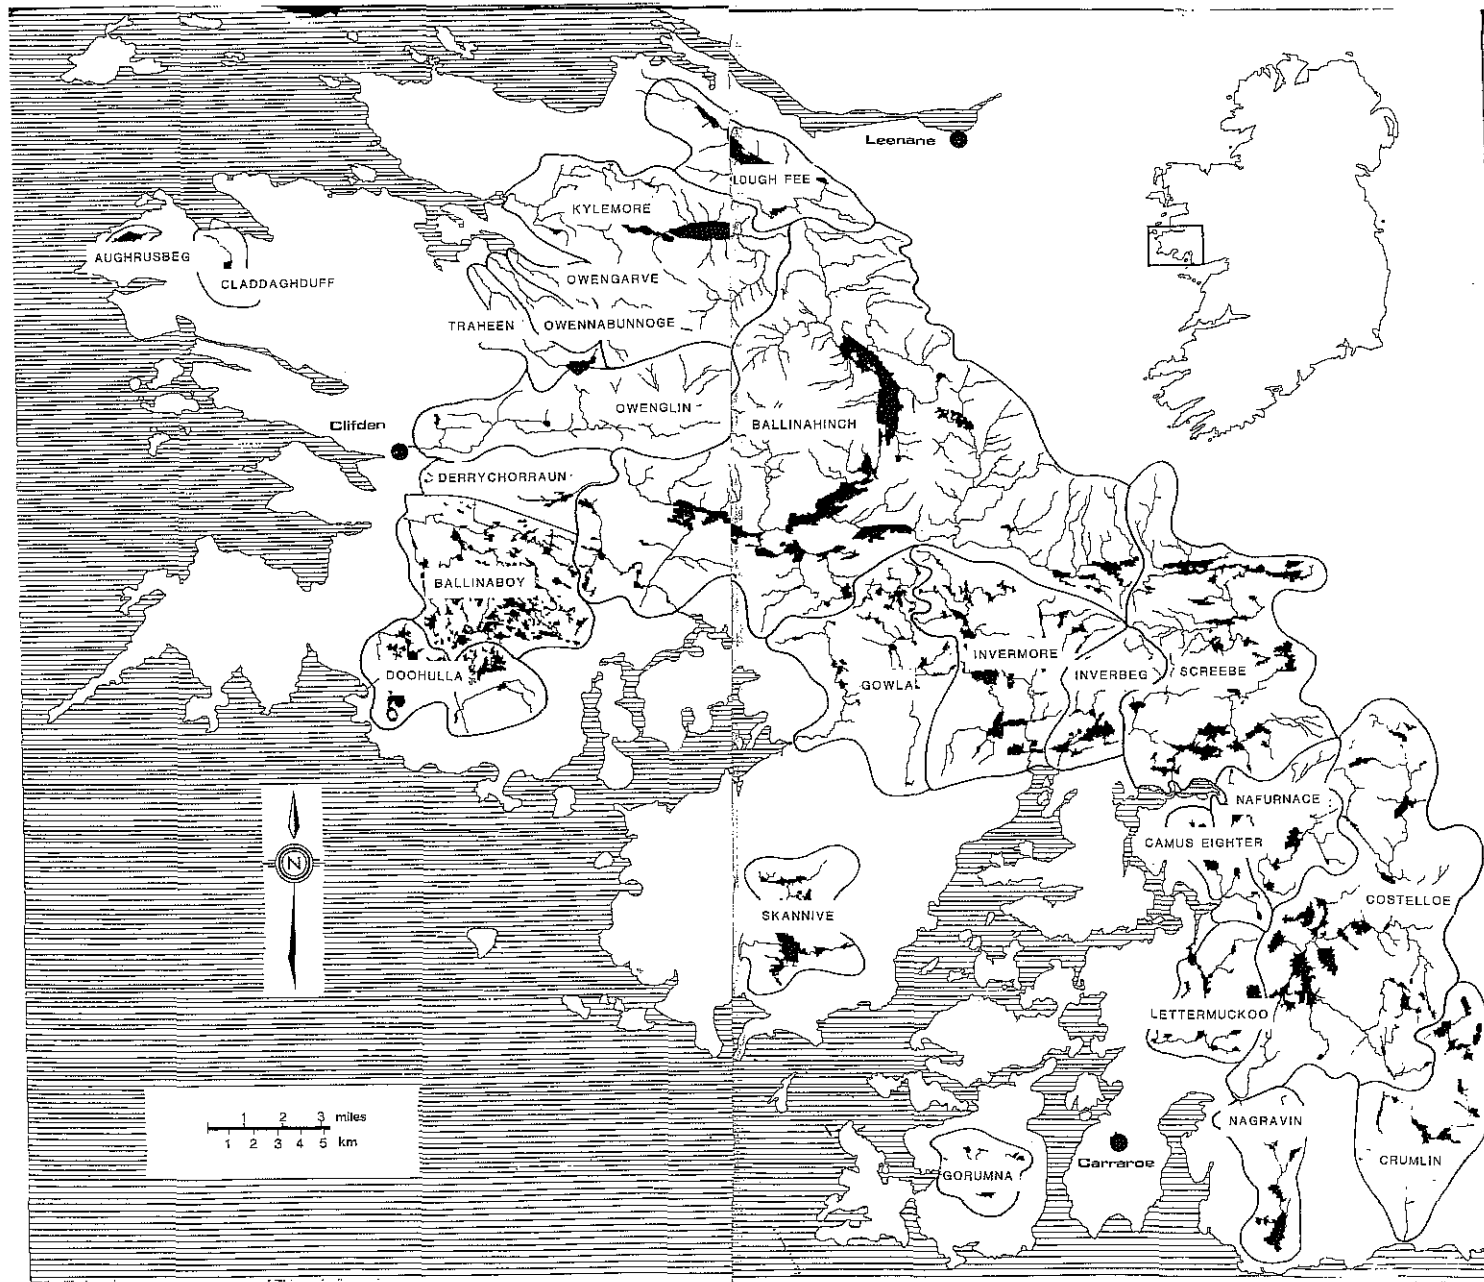 Leenane
LOUGH FEE
KYLEMORE
AUGHRUSBEG
CLADDAGHDUFF
OWENGARVE
TRAHEEN
OWENNABUNNOGE
OWENGLIN
BALLINAHINCH
Clifden
DERRYCHORRAUN
BALLINABOY
DOOHULLA
GOWLA
INVERMORE
INVERBEG
SCREEBE
NAFURNACE
CAMUS EIGHTER
N
COSTELLOE
SKANNIVE
LETTERMUCKOO
1 2 3 miles
1 2 3 4 5 km
NAGRAVIN
Carraroe
GORUMNA
CRUMLIN